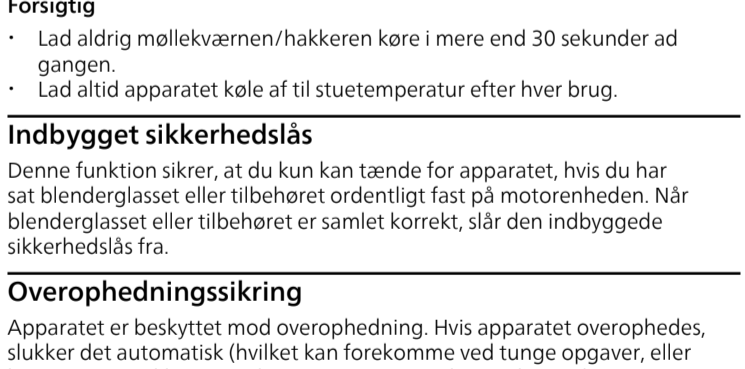 Forsigtig
• Lad aldrig møllekværnen/hakkeren køre i mere end 30 sekunder ad
gangen.
• Lad altid apparatet køle af til stuetemperatur efter hver brug.
Indbygget sikkerhedslås
Denne funktion sikrer, at du kun kan tænde for apparatet, hvis du har
sat blenderglasset eller tilbehøret ordentligt fast på motorenheden. Når
blenderglasset eller tilbehøret er samlet korrekt, slår den indbyggede
sikkerhedslås fra.
Overophedningssikring
Apparatet er beskyttet mod overophedning. Hvis apparatet overophedes,
slukker det automatisk (hvilket kan forekomme ved tunge opgaver, eller